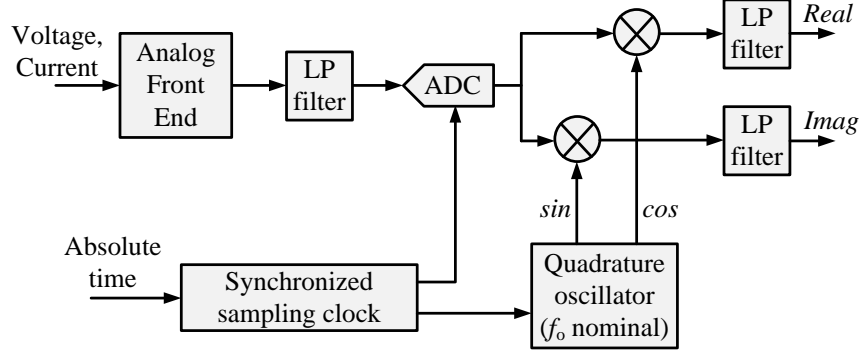 Voltage,
Current
Analog
Front
End
LP
filter
ADC
LP
filter
Real
LP
filter
Imag
sin
cos
Absolute
time
Synchronized
sampling clock
Quadrature
oscillator
(fo nominal)